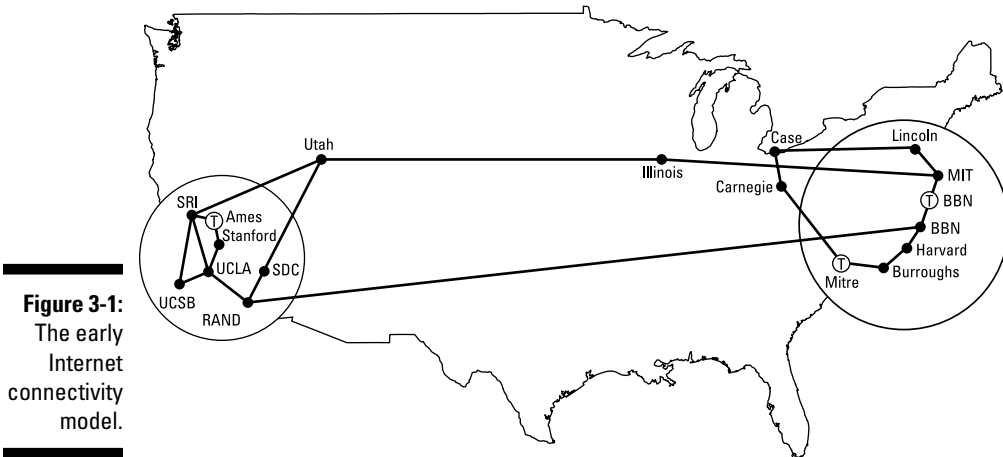 Utah
Illinois
Case
Carnegie
Lincoln
MIT
T
BBN
BBN
Harvard
Burroughs
T
Mitre
SRI
T
Ames
Stanford
UCLA
SDC
UCSB
RAND
Figure 3-1:
The early
Internet
connectivity
model.